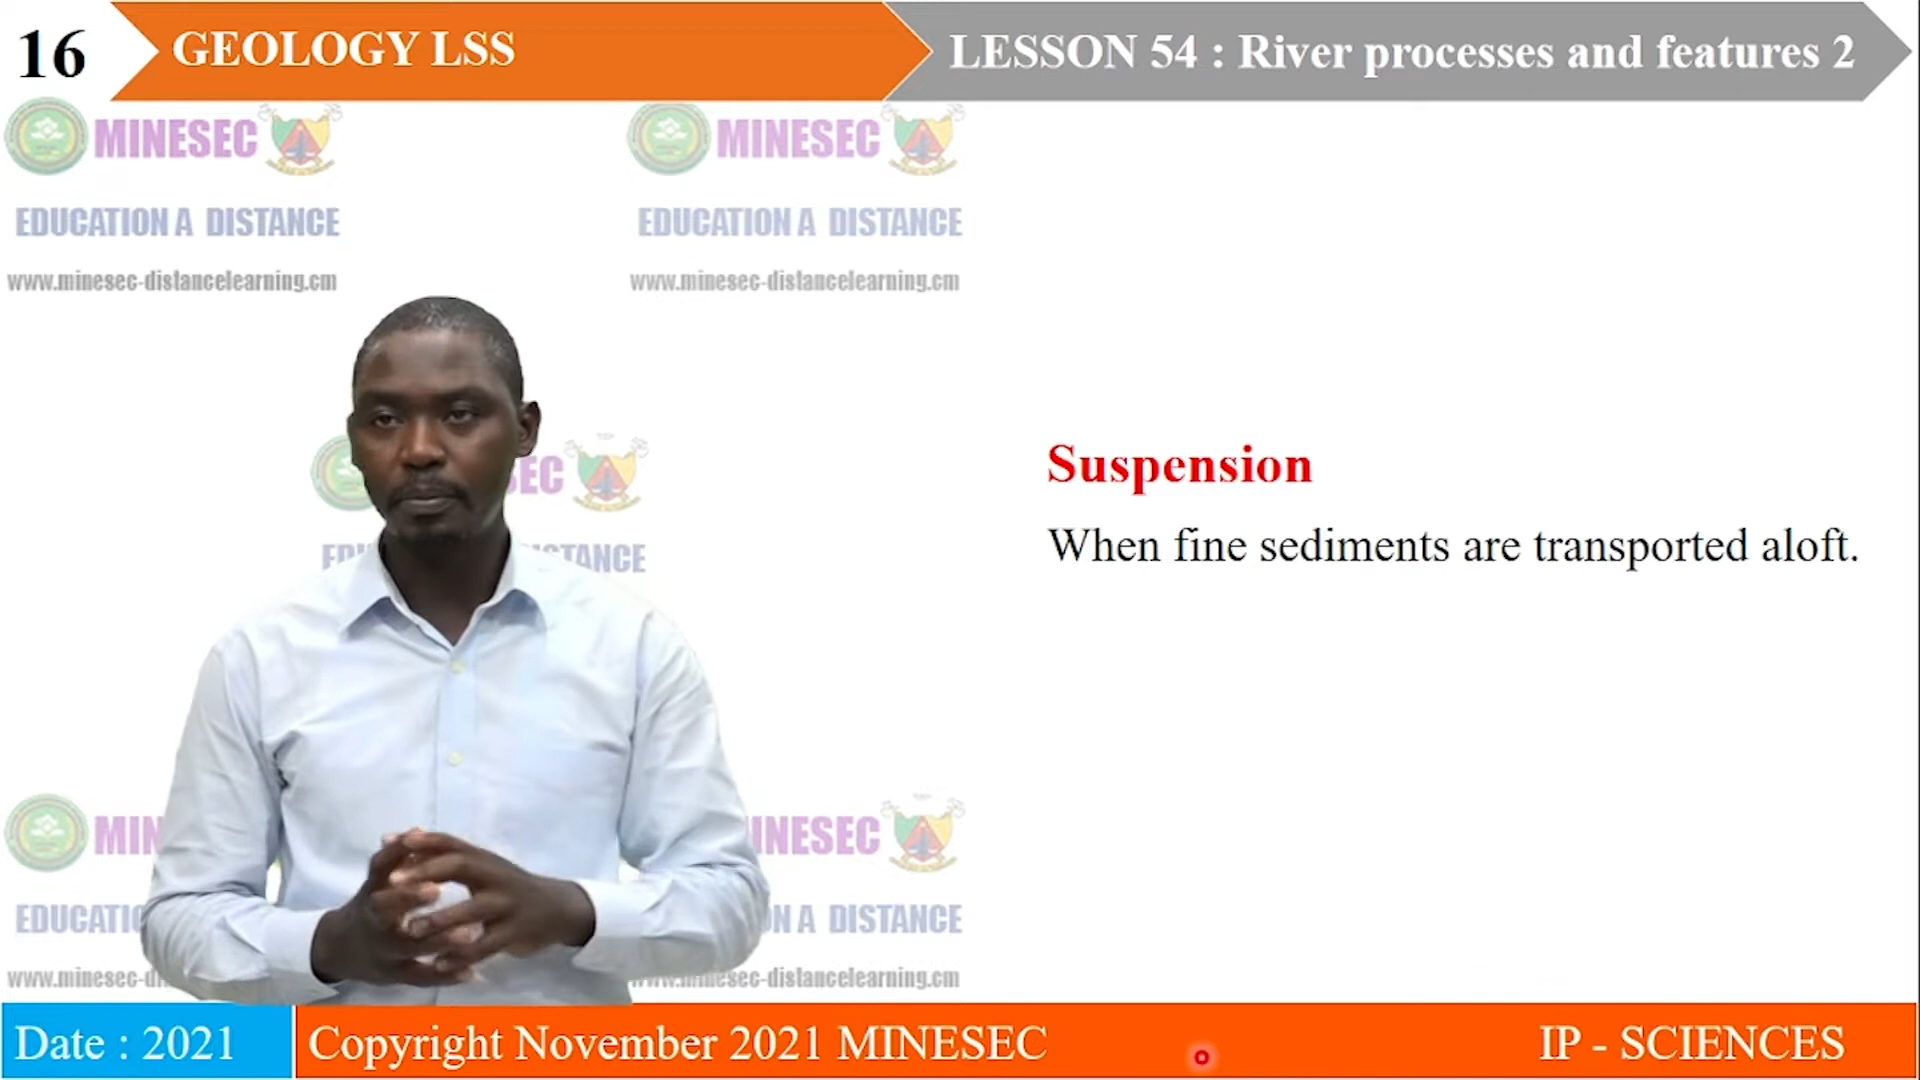 16
GEOLOGY LSS
LESSON 54 : River processes and features 2
MINESEC
MINESEC
EDUCATION A DISTANCE
EDUCATION A DISTANCE
www.minesec-distancelearning.cm
www.minesec-distancelearning.cm
Suspension
When fine sediments are transported aloft.
Date : 2021
Copyright November 2021 MINESEC
IP - SCIENCES